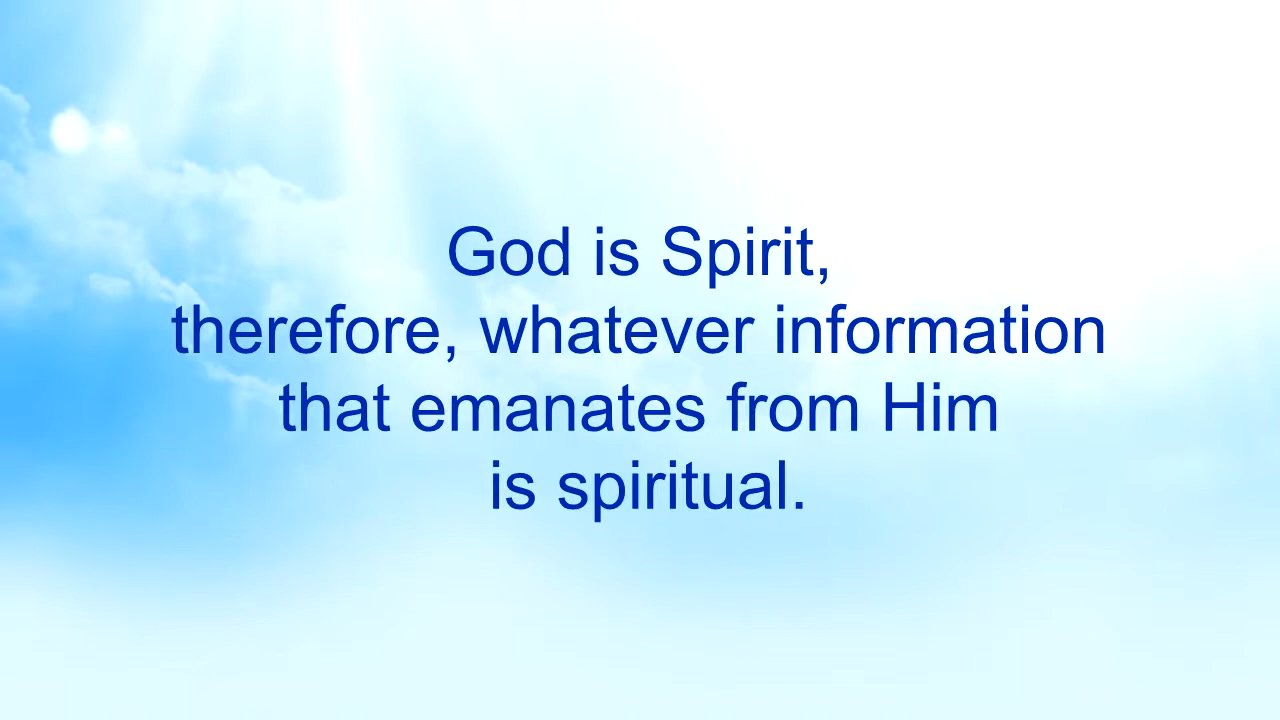 God is Spirit,
therefore, whatever information
that emanates from Him
is spiritual.